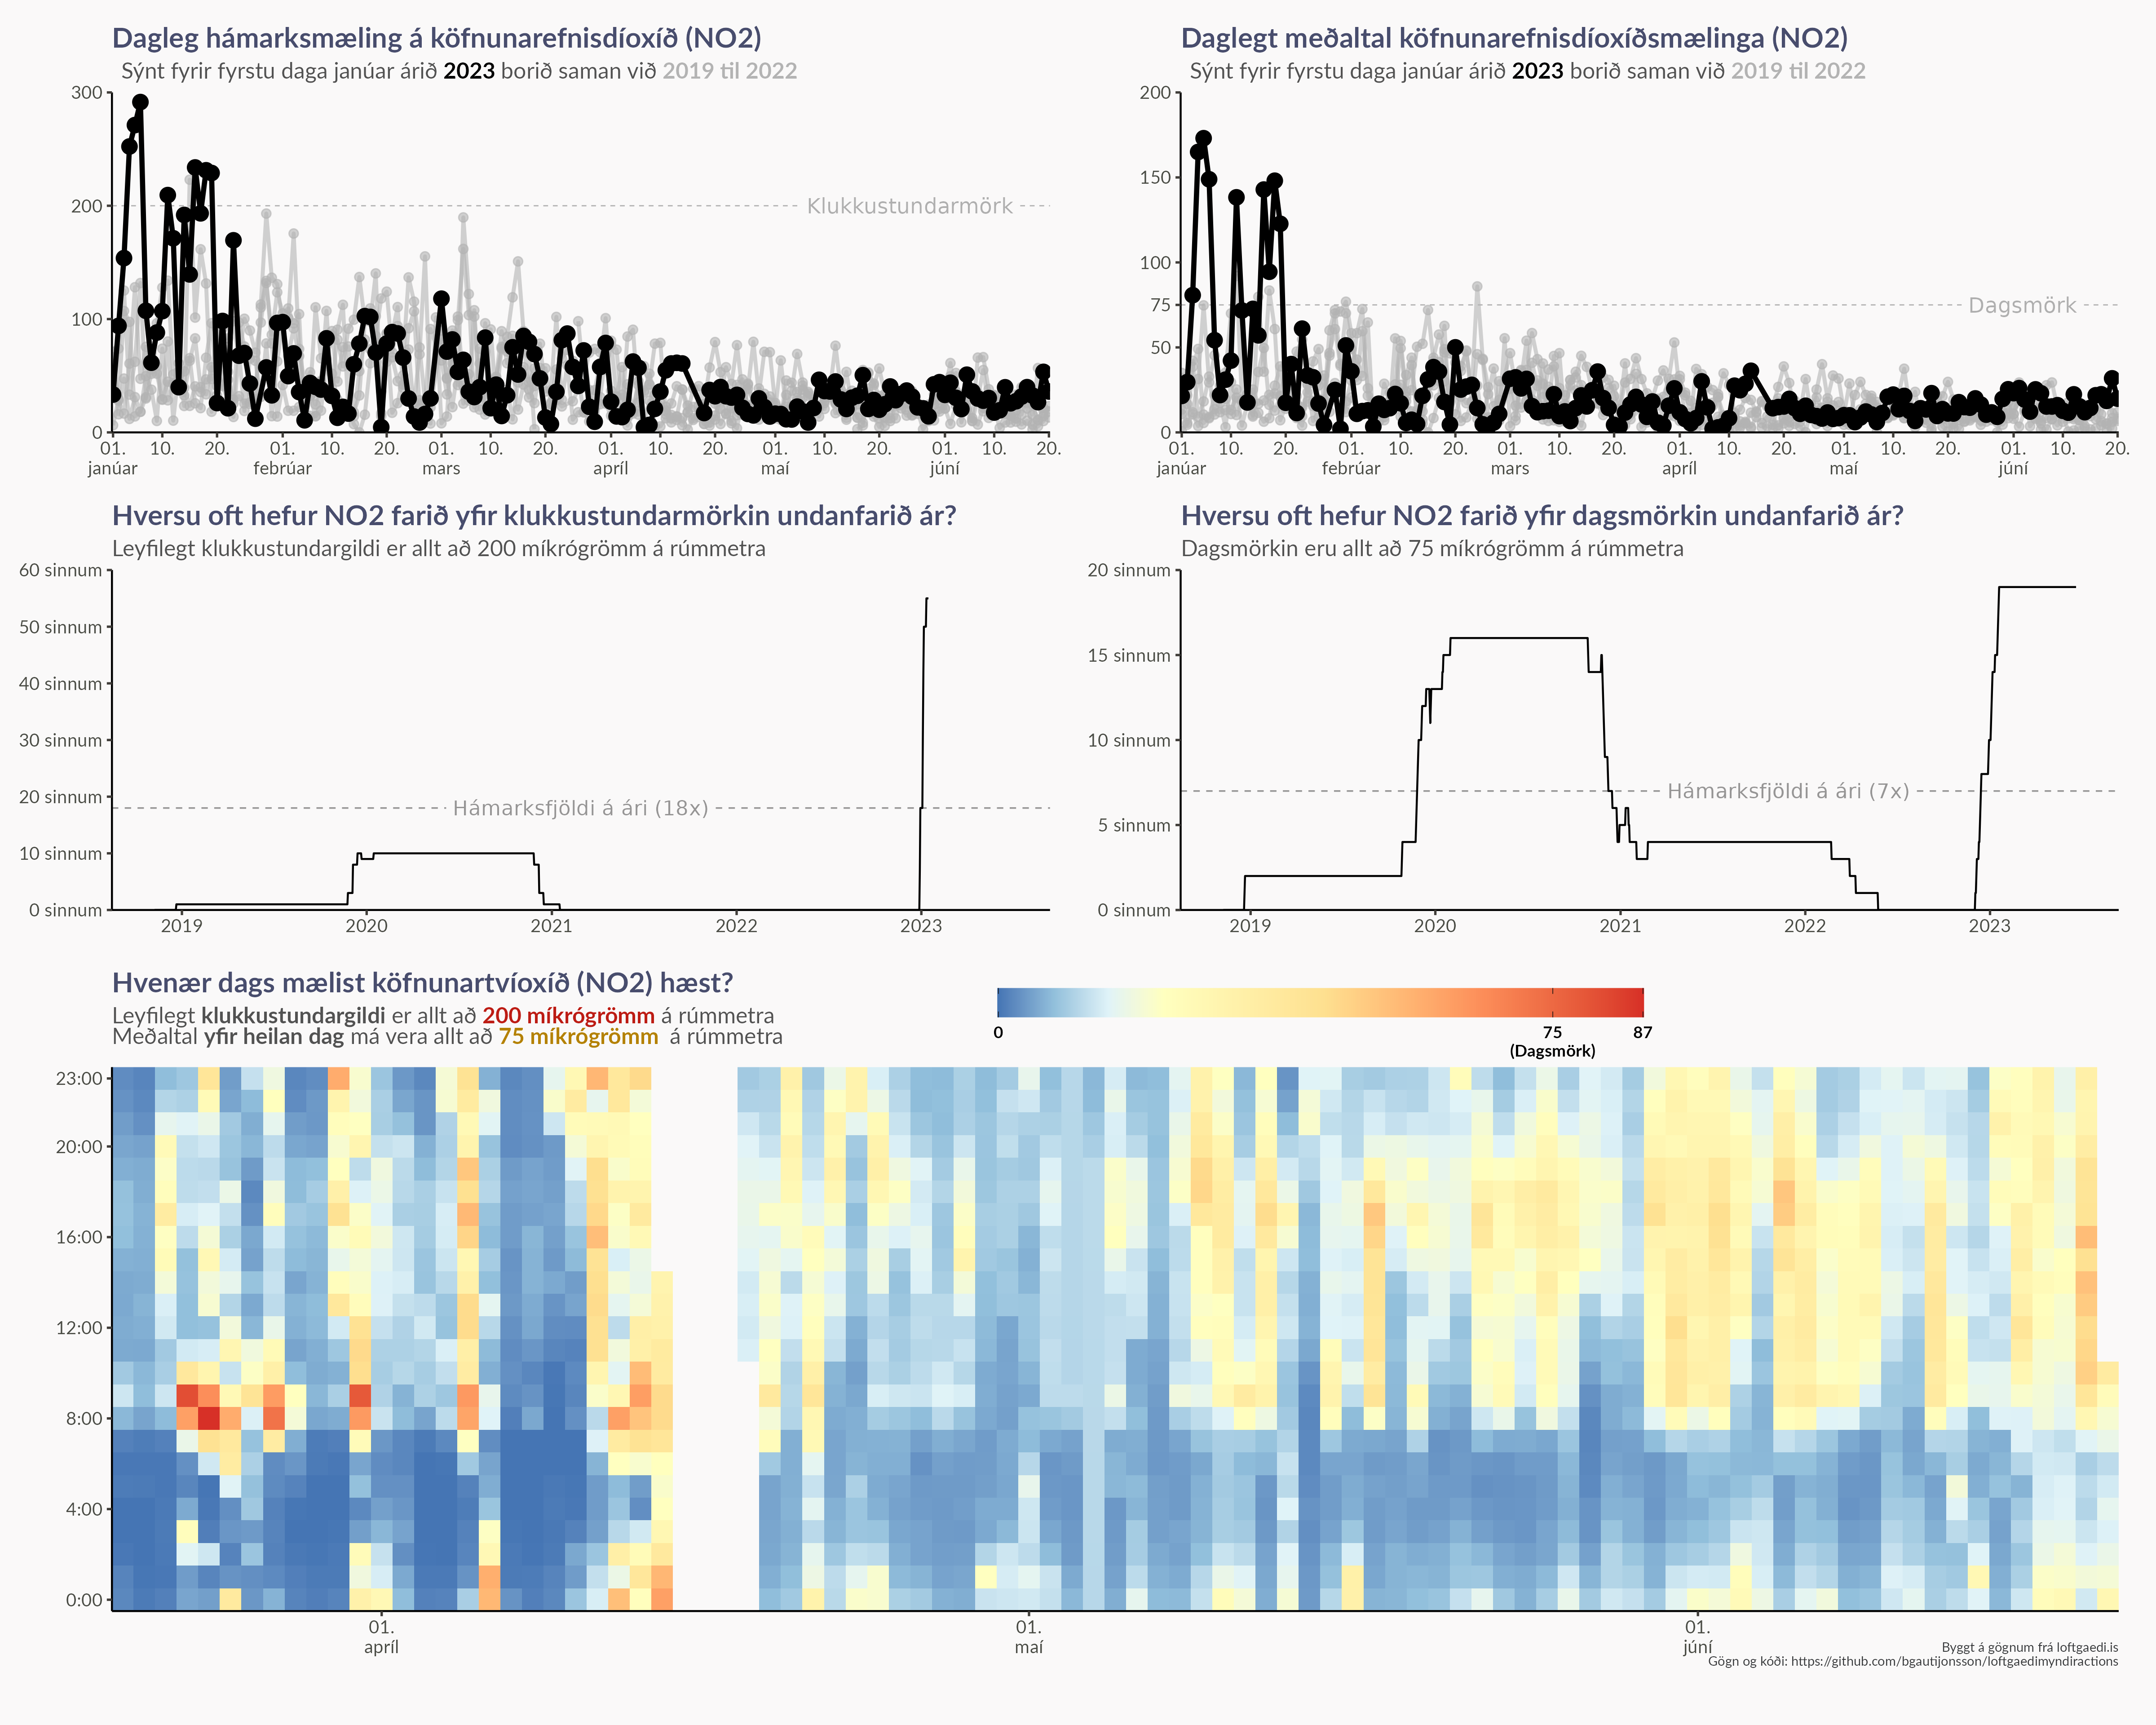 Dagleg hámarksmæling á köfnunarefnisdíoxíð (NO2)
Sýnt fyrir fyrstu daga janúar árið 2023 borið saman við 2019 til 2022
300
200
100
0
Klukkustundarmörk
01. 10. 20. 01. 10. 20. 01. 10. 20. 01. 10. 20. 01. 10. 20. 01. 10. 20.
janúar febrúar mars apríl maí júní
Daglegt meðaltal köfnunarefnisdíoxíðsmælinga (NO2)
Sýnt fyrir fyrstu daga janúar árið 2023 borið saman við 2019 til 2022
200
150
100
75
50
0
Dagsmörk
01. 10. 20. 01. 10. 20. 01. 10. 20. 01. 10. 20. 01. 10. 20. 01. 10. 20.
janúar febrúar mars apríl maí júní
Hversu oft hefur NO2 farið yfir klukkustundarmörkin undanfarið ár?
Leyfilegt klukkustundargildi er allt að 200 míkrógrömm á rúmmetra
60 sinnum
50 sinnum
40 sinnum
30 sinnum
20 sinnum
10 sinnum
0 sinnum
Hámarksfjöldi á ári (18x)
2019 2020 2021 2022 2023
Hversu oft hefur NO2 farið yfir dagsmörkin undanfarið ár?
Dagsmörkin eru allt að 75 míkrógrömm á rúmmetra
20 sinnum
15 sinnum
10 sinnum
5 sinnum
0 sinnum
Hámarksfjöldi á ári (7x)
2019 2020 2021 2022 2023
Hvenær dags mælist köfnunartvíoxíð (NO2) hæst?
Leyfilegt klukkustundargildi er allt að 200 míkrógrömm á rúmmetra
Meðaltal yfir heilan dag má vera allt að 75 míkrógrömm á rúmmetra
0 75 87
(Dagsmörk)
23:00
20:00
16:00
12:00
8:00
4:00
0:00
01. 01. 01.
apríl maí júní
Byggt á gögnum frá loftgaedi.is
Gögn og kóði: https://github.com/bgautijonsson/loftgaedimyndiractions